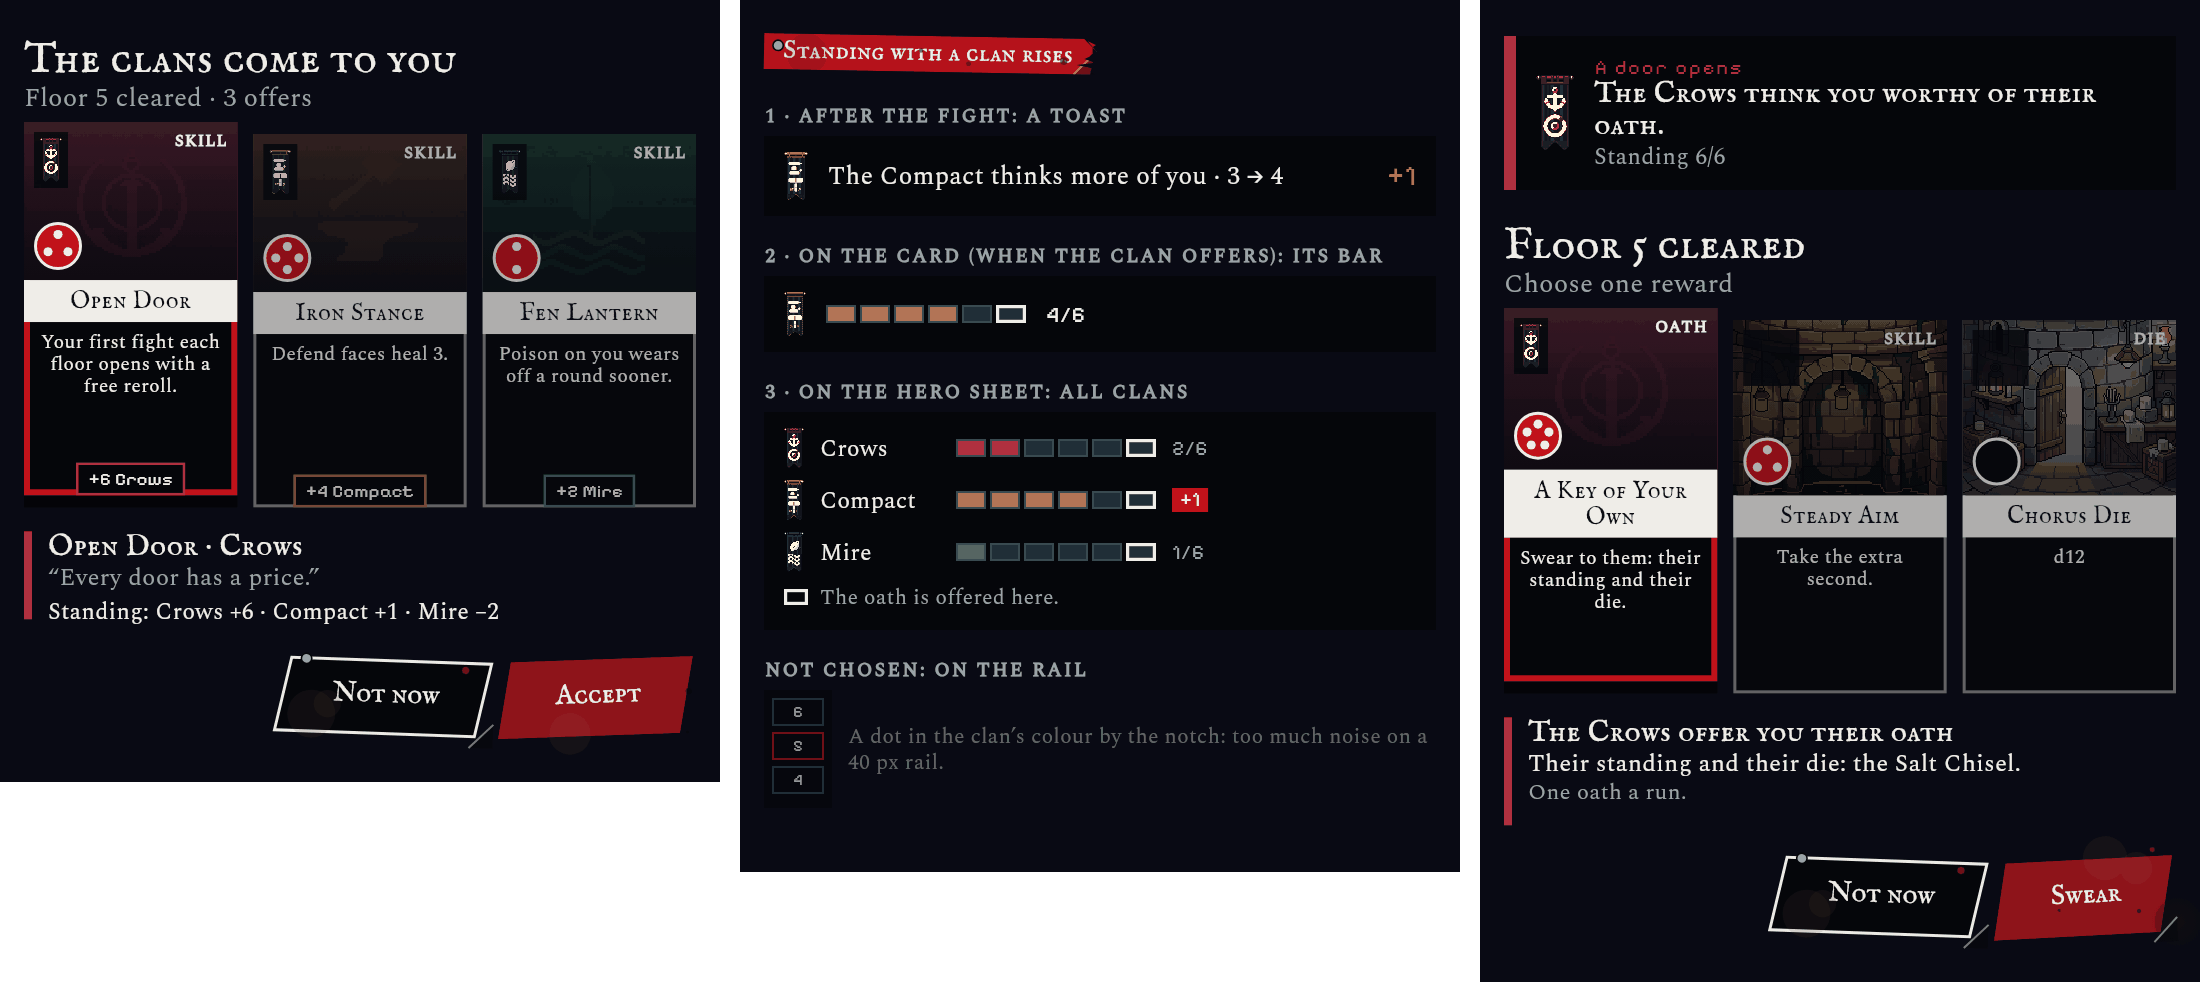 The clans come to you
Floor 5 cleared · 3 offers
SKILL
SKILL
SKILL
Open Door
Iron Stance
Fen Lantern
Your first fight each
floor opens with a
free reroll.
Defend faces heal 3.
Poison on you wears
off a round sooner.
+6 Crows
+4 Compact
+2 Mire
Open Door · Crows
“Every door has a price.”
Standing: Crows +6 · Compact +1 · Mire −2
Not now
Accept
Standing with a clan rises
1 · AFTER THE FIGHT: A TOAST
The Compact thinks more of you · 3 → 4
+1
2 · ON THE CARD (WHEN THE CLAN OFFERS): ITS BAR
4/6
3 · ON THE HERO SHEET: ALL CLANS
Crows
2/6
Compact
+1
Mire
1/6
The oath is offered here.
NOT CHOSEN: ON THE RAIL
6
S
4
A dot in the clan’s colour by the notch: too much noise on a
40 px rail.
A door opens
The Crows think you worthy of their
oath.
Standing 6/6
Floor 5 cleared
Choose one reward
OATH
SKILL
DIE
A Key of Your
Own
Steady Aim
Chorus Die
Swear to them: their
standing and their
die.
Take the extra
second.
d12
The Crows offer you their oath
Their standing and their die: the Salt Chisel.
One oath a run.
Not now
Swear